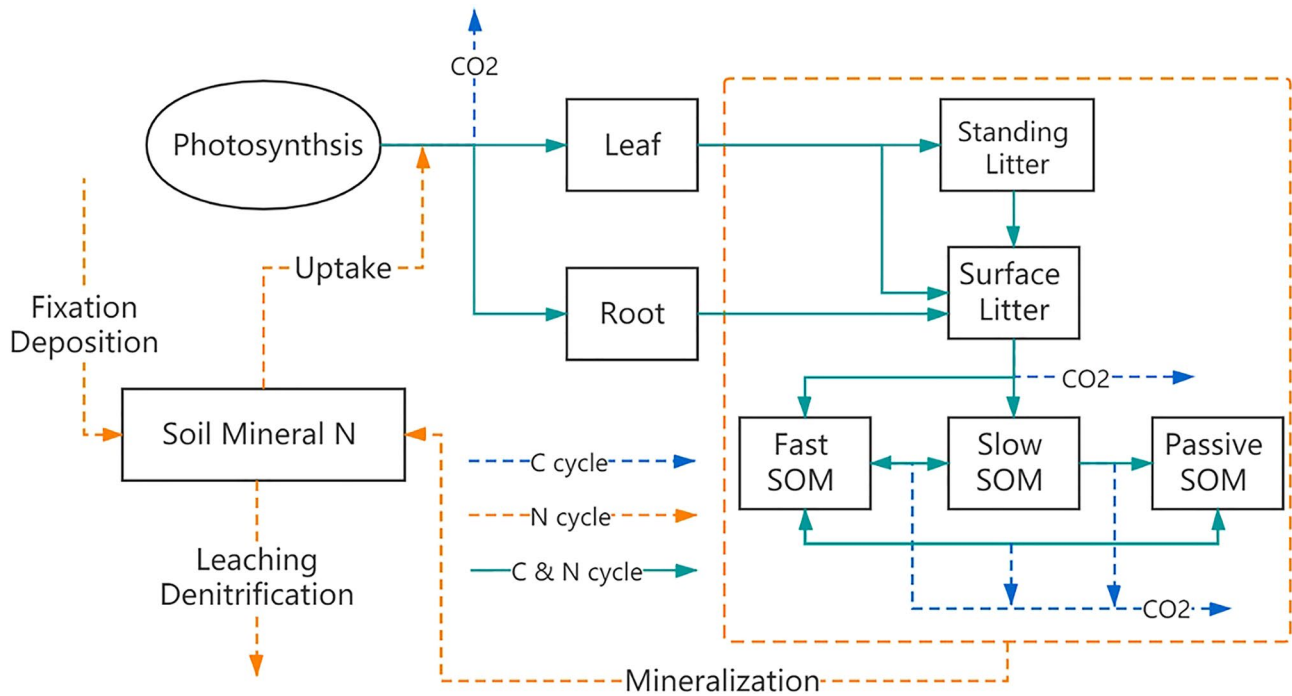 CO2
Photosynthsis
Leaf
Standing
Litter
Uptake
Surface
Litter
Fixation
Deposition
Root
CO2
Soil Mineral N
Fast
SOM
Slow
SOM
Passive
SOM
C cycle
N cycle
C & N cycle
Leaching
Denitrification
CO2
Mineralization